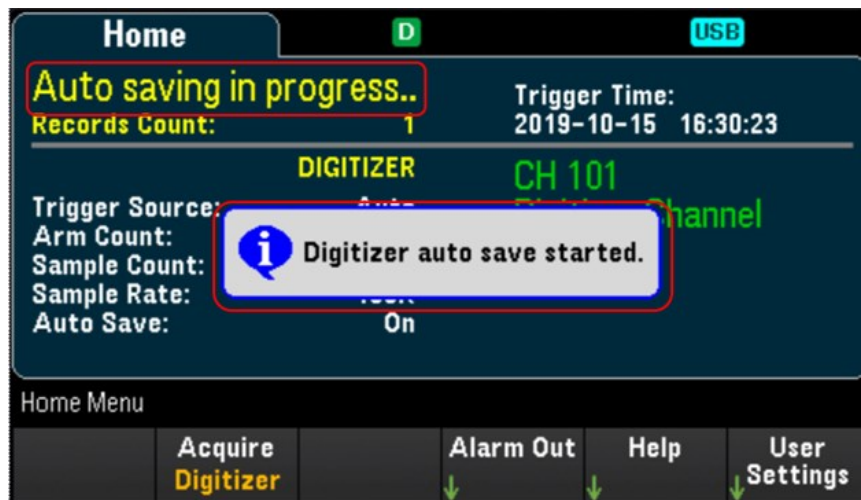 Home
D
USB
Auto saving in progress..
Records Count: 1
Trigger Time:
2019-10-15 16:30:23
DIGITIZER
CH 101
Channel
Trigger Source:
Arm Count:
Sample Count:
Sample Rate:
Auto Save: On
Digitizer auto save started.
Home Menu
Acquire
Digitizer
Alarm Out
Help
User
Settings